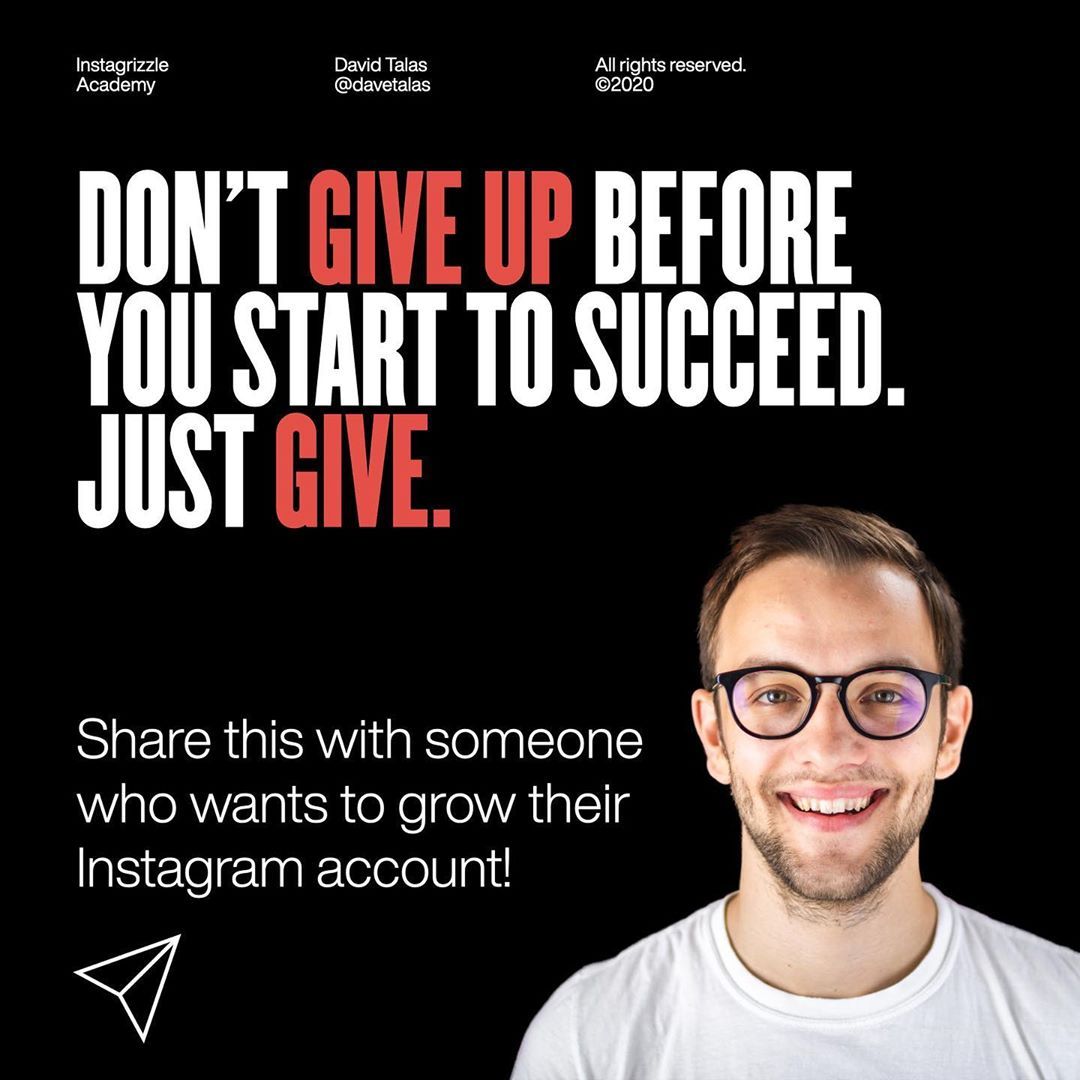 Instagrizzle
Academy
David Talas
@davetalas
All rights reserved.
©2020
DON'T GIVE UP BEFORE
YOU START TO SUCCEED.
JUST GIVE.
Share this with someone
who wants to grow their
Instagram account!